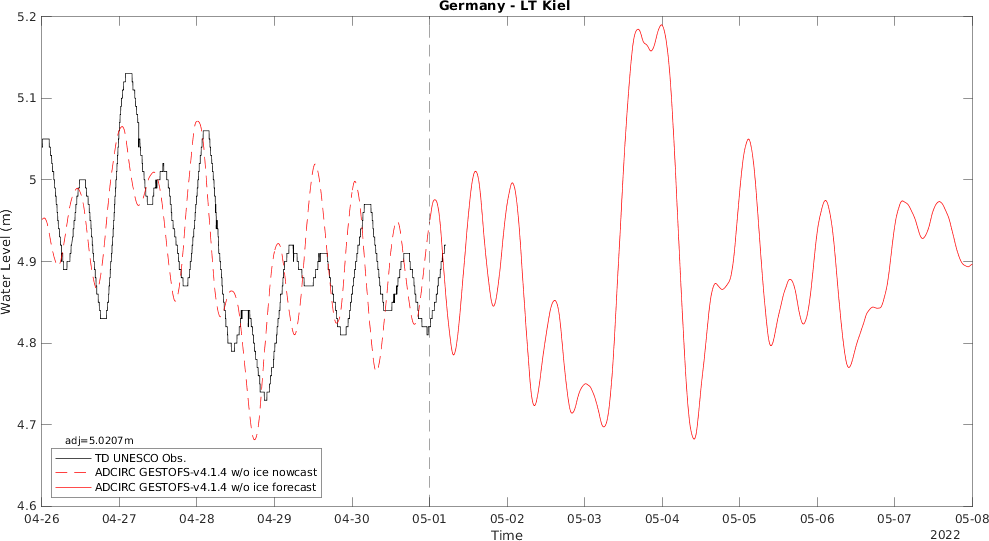 Germany - LT Kiel
5.2
5.1
5
4.9
4.8
4.7
4.6
Water Level (m)
adj=5.0207m
TD UNESCO Obs.
ADCIRC GESTOFS-v4.1.4 w/o ice nowcast
ADCIRC GESTOFS-v4.1.4 w/o ice forecast
04-26 04-27 04-28 04-29 04-30 05-01 05-02 05-03 05-04 05-05 05-06 05-07 05-08
Time
2022